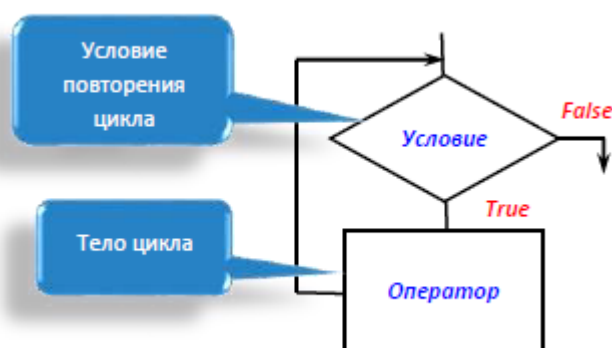 Условие
повторения
цикла
Условие
False
True
Тело цикла
Оператор